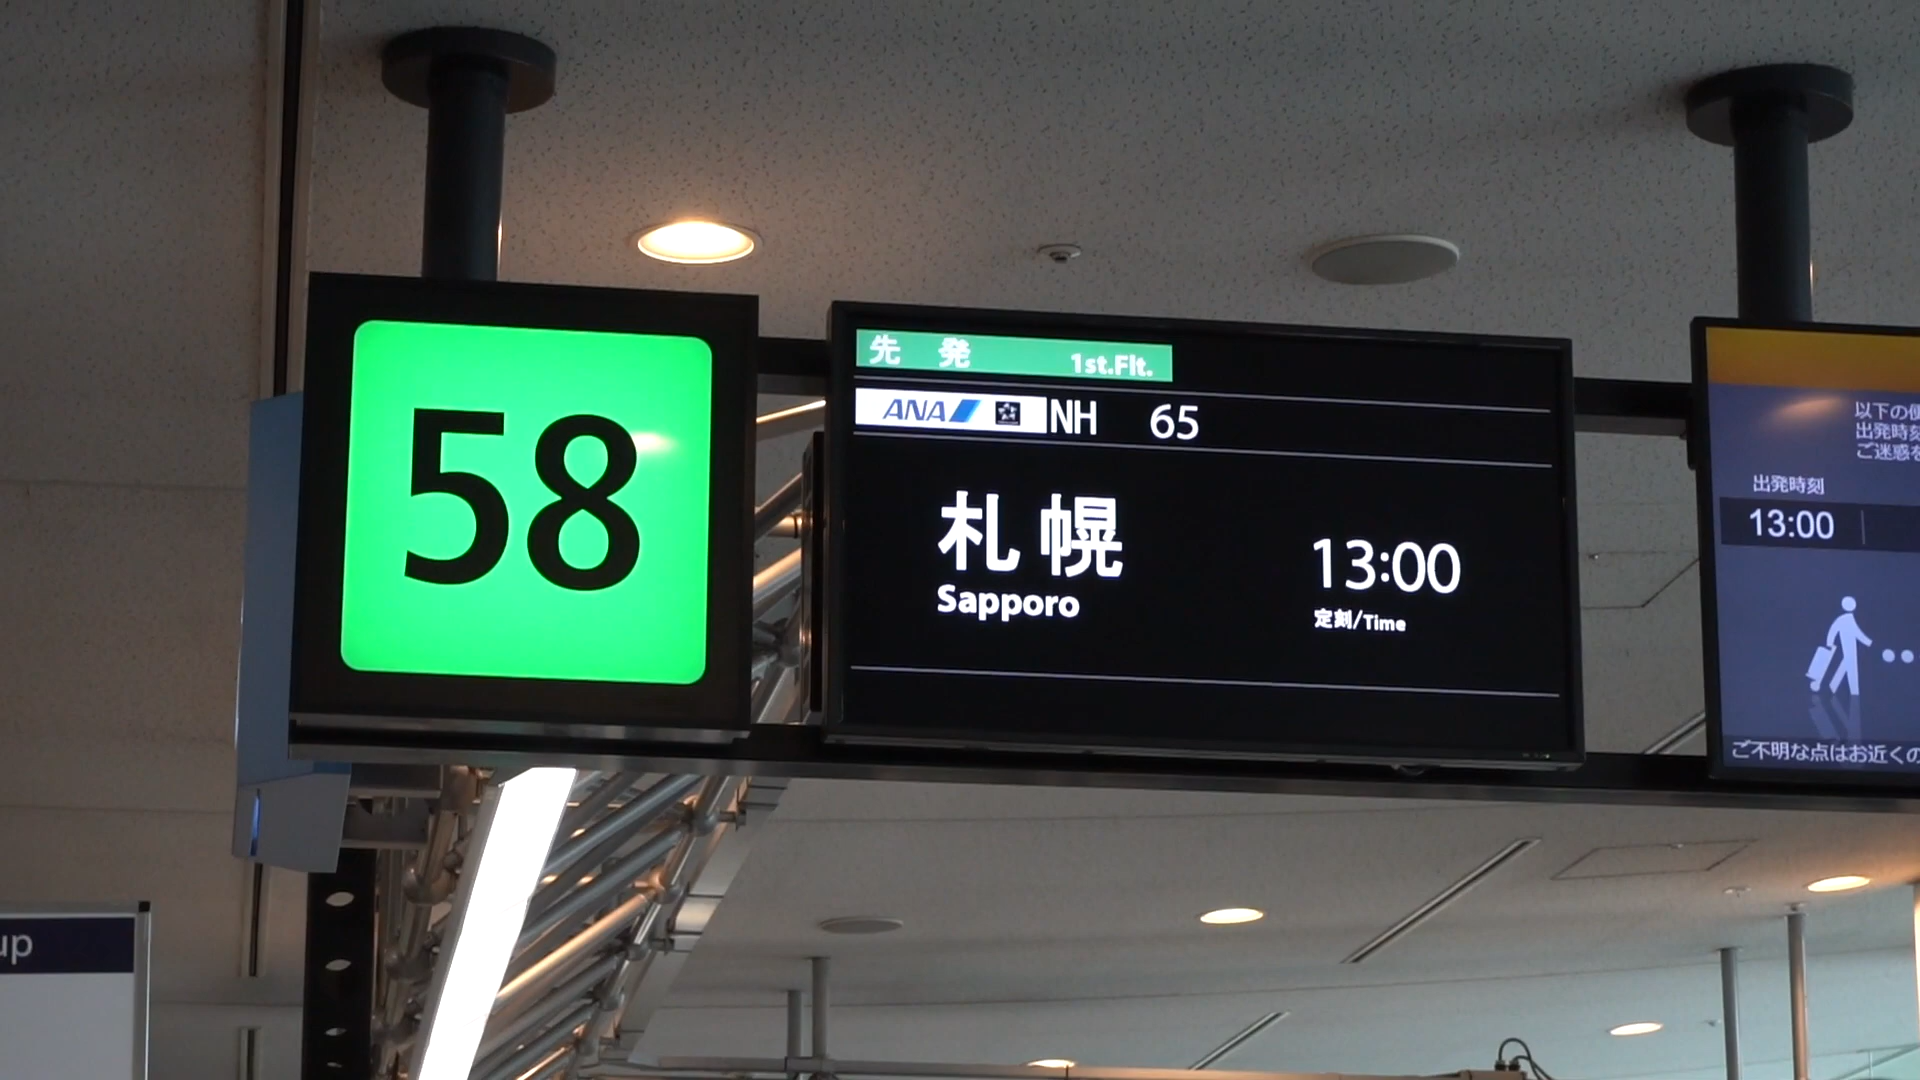 58
先 発 1st.Flt.
ANA NH 65
札幌
Sapporo
13:00
定刻/Time
以下の
出発時刻
ご迷惑を
出発時刻
13:00
ご不明な点はお近くの
up